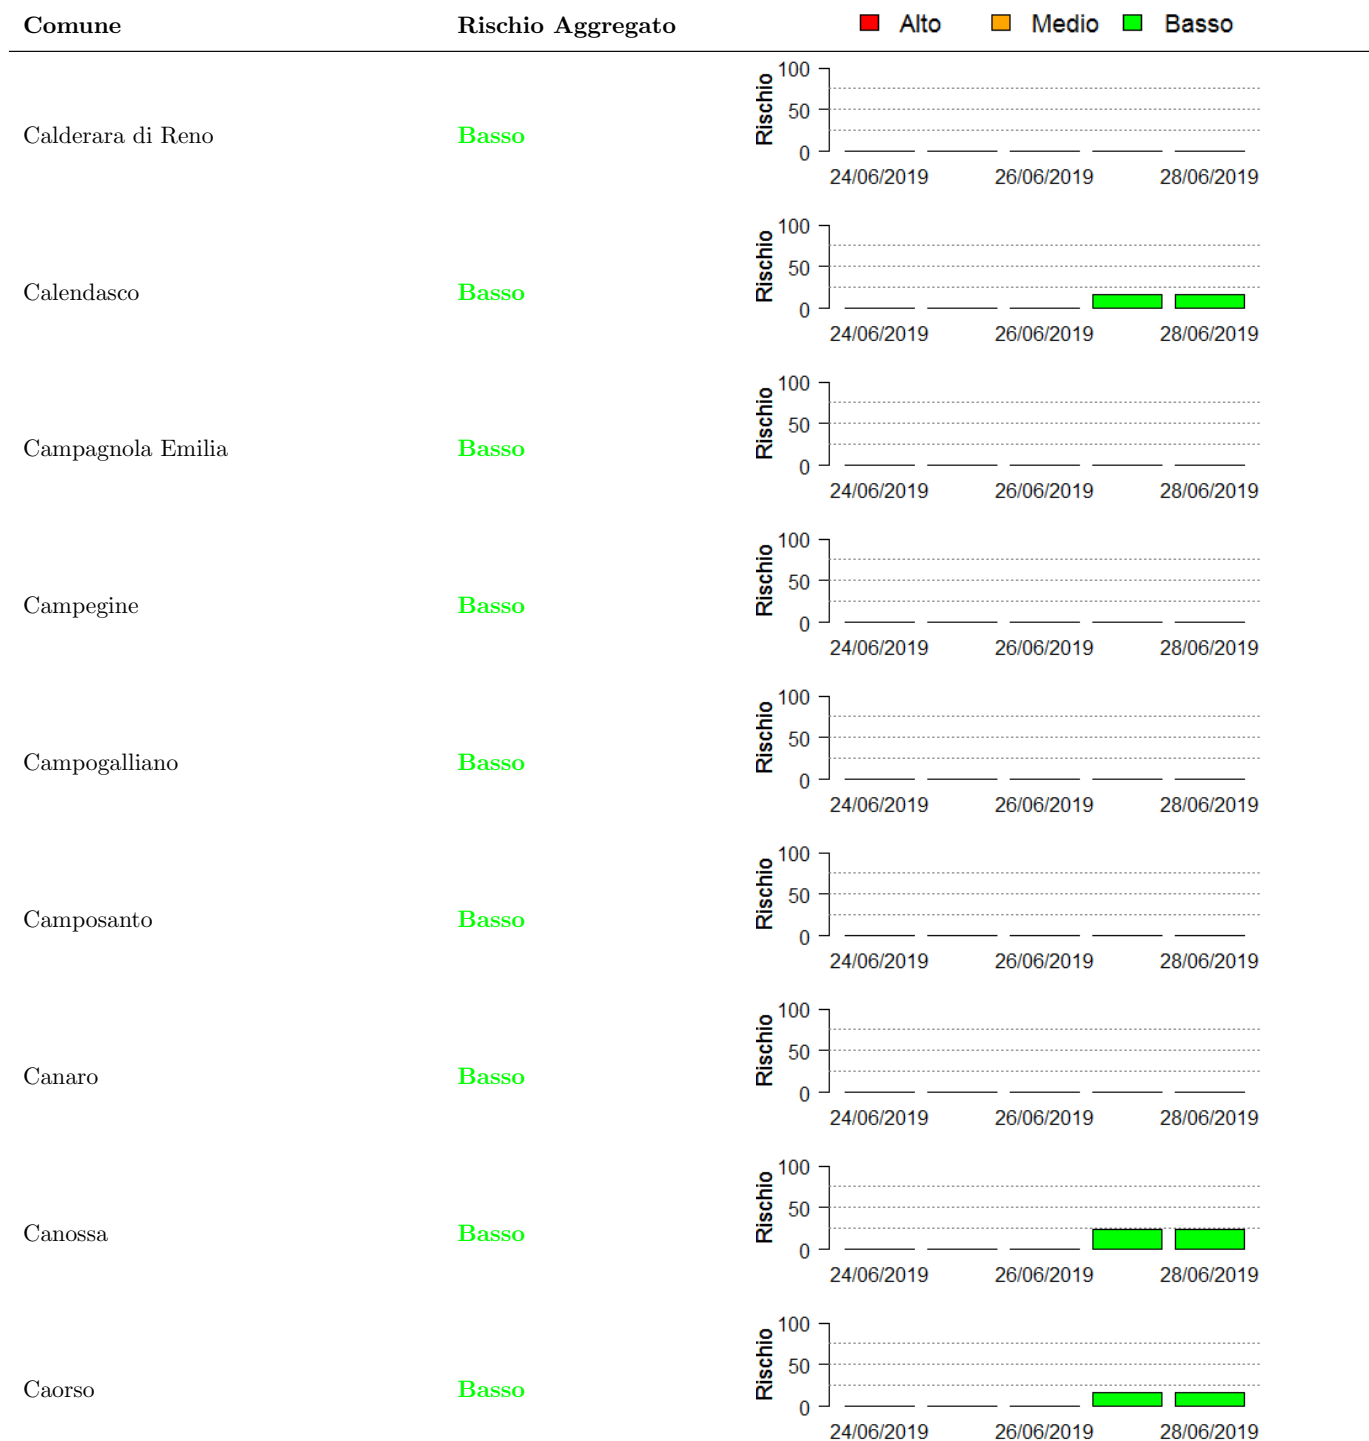 Comune Rischio Aggregato Alto Medio Basso
100
50
0
Rischio
Calderara di Reno Basso
24/06/2019 26/06/2019 28/06/2019
100
50
0
Rischio
Calendasco Basso
24/06/2019 26/06/2019 28/06/2019
100
50
0
Rischio
Campagnola Emilia Basso
24/06/2019 26/06/2019 28/06/2019
100
50
0
Rischio
Campegine Basso
24/06/2019 26/06/2019 28/06/2019
100
50
0
Rischio
Campogalliano Basso
24/06/2019 26/06/2019 28/06/2019
100
50
0
Rischio
Camposanto Basso
24/06/2019 26/06/2019 28/06/2019
100
50
0
Rischio
Canaro Basso
24/06/2019 26/06/2019 28/06/2019
100
50
0
Rischio
Canossa Basso
24/06/2019 26/06/2019 28/06/2019
100
50
0
Rischio
Caorso Basso
24/06/2019 26/06/2019 28/06/2019